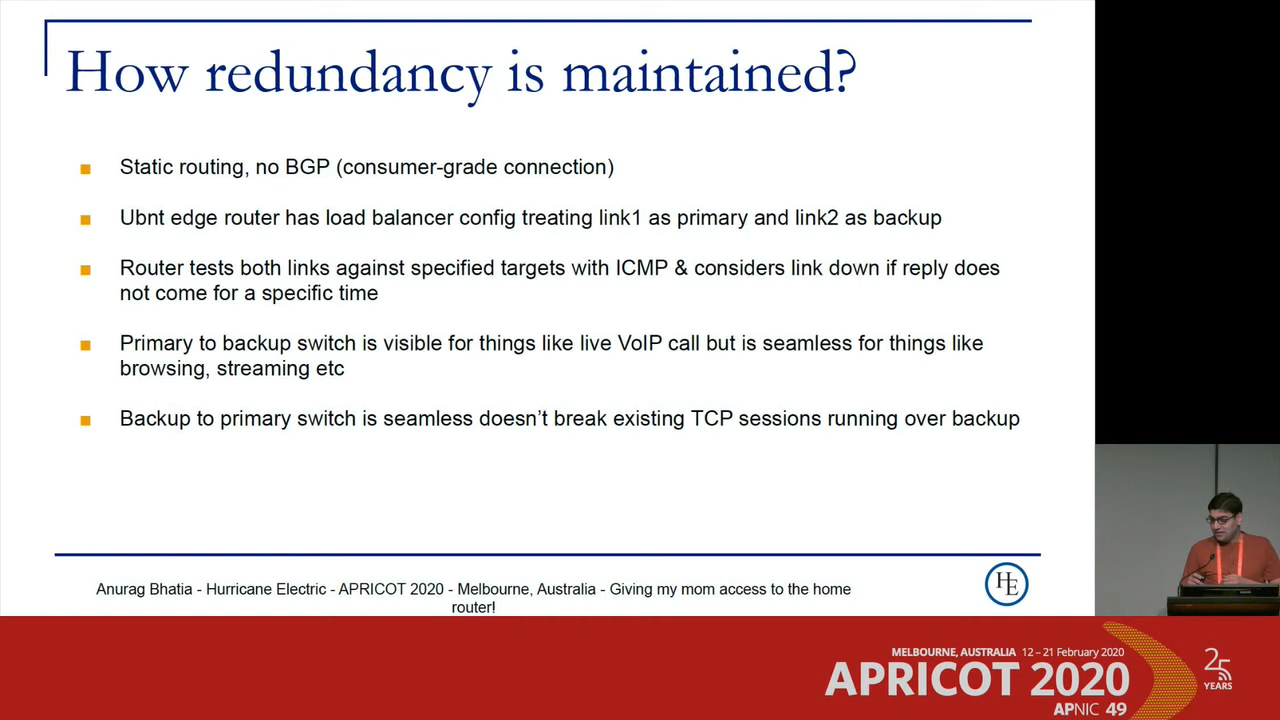 How redundancy is maintained?
Static routing, no BGP (consumer-grade connection)
Ubnt edge router has load balancer config treating link1 as primary and link2 as backup
Router tests both links against specified targets with ICMP & considers link down if reply does
not come for a specific time
Primary to backup switch is visible for things like live VoIP call but is seamless for things like
browsing, streaming etc
Backup to primary switch is seamless doesn't break existing TCP sessions running over backup
Anurag Bhatia - Hurricane Electric - APRICOT 2020 - Melbourne, Australia - Giving my mom access to the home
router!
HE
MELBOURNE, AUSTRALIA 12 – 21 February 2020
APRICOT 2020
APNIC 49
25
YEARS